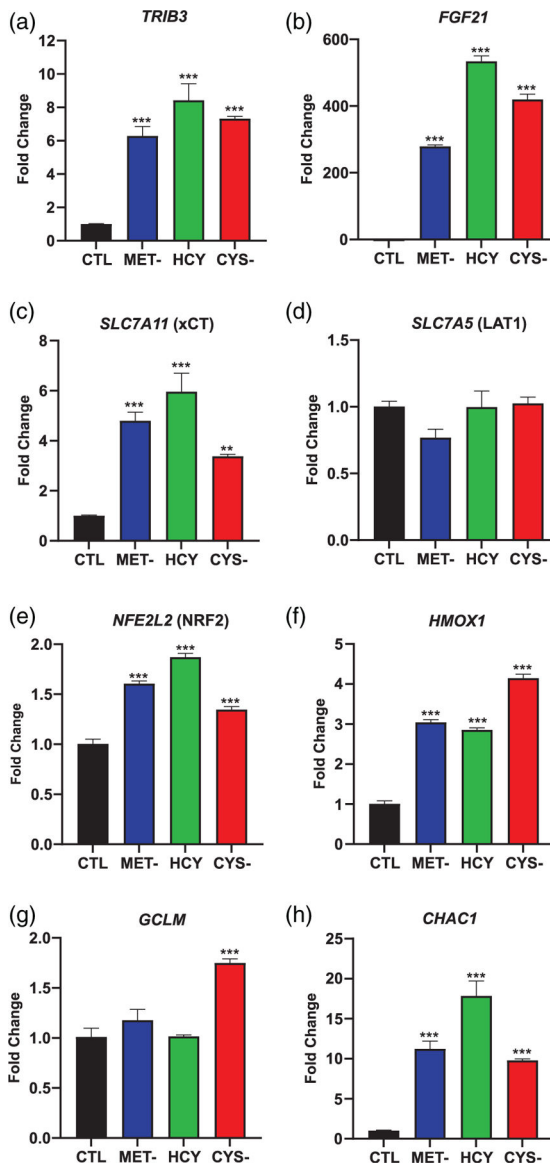 (a) TRIB3
Fold Change
12
10
8
6
4
2
0
***
***
***
CTL MET- HCY CYS-
(b) FGF21
Fold Change
600
400
200
0
***
***
***
CTL MET- HCY CYS-
(c) SLC7A11 (xCT)
Fold Change
8
6
4
2
0
***
***
**
CTL MET- HCY CYS-
(d) SLC7A5 (LAT1)
Fold Change
1.5
1.0
0.5
0.0
CTL MET- HCY CYS-
(e) NFE2L2 (NRF2)
Fold Change
2.0
1.5
1.0
0.5
0.0
***
***
***
CTL MET- HCY CYS-
(f) HMOX1
Fold Change
5
4
3
2
1
0
***
***
***
CTL MET- HCY CYS-
(g) GCLM
Fold Change
2.0
1.5
1.0
0.5
0.0
***
CTL MET- HCY CYS-
(h) CHAC1
Fold Change
25
20
15
10
5
0
***
***
***
CTL MET- HCY CYS-